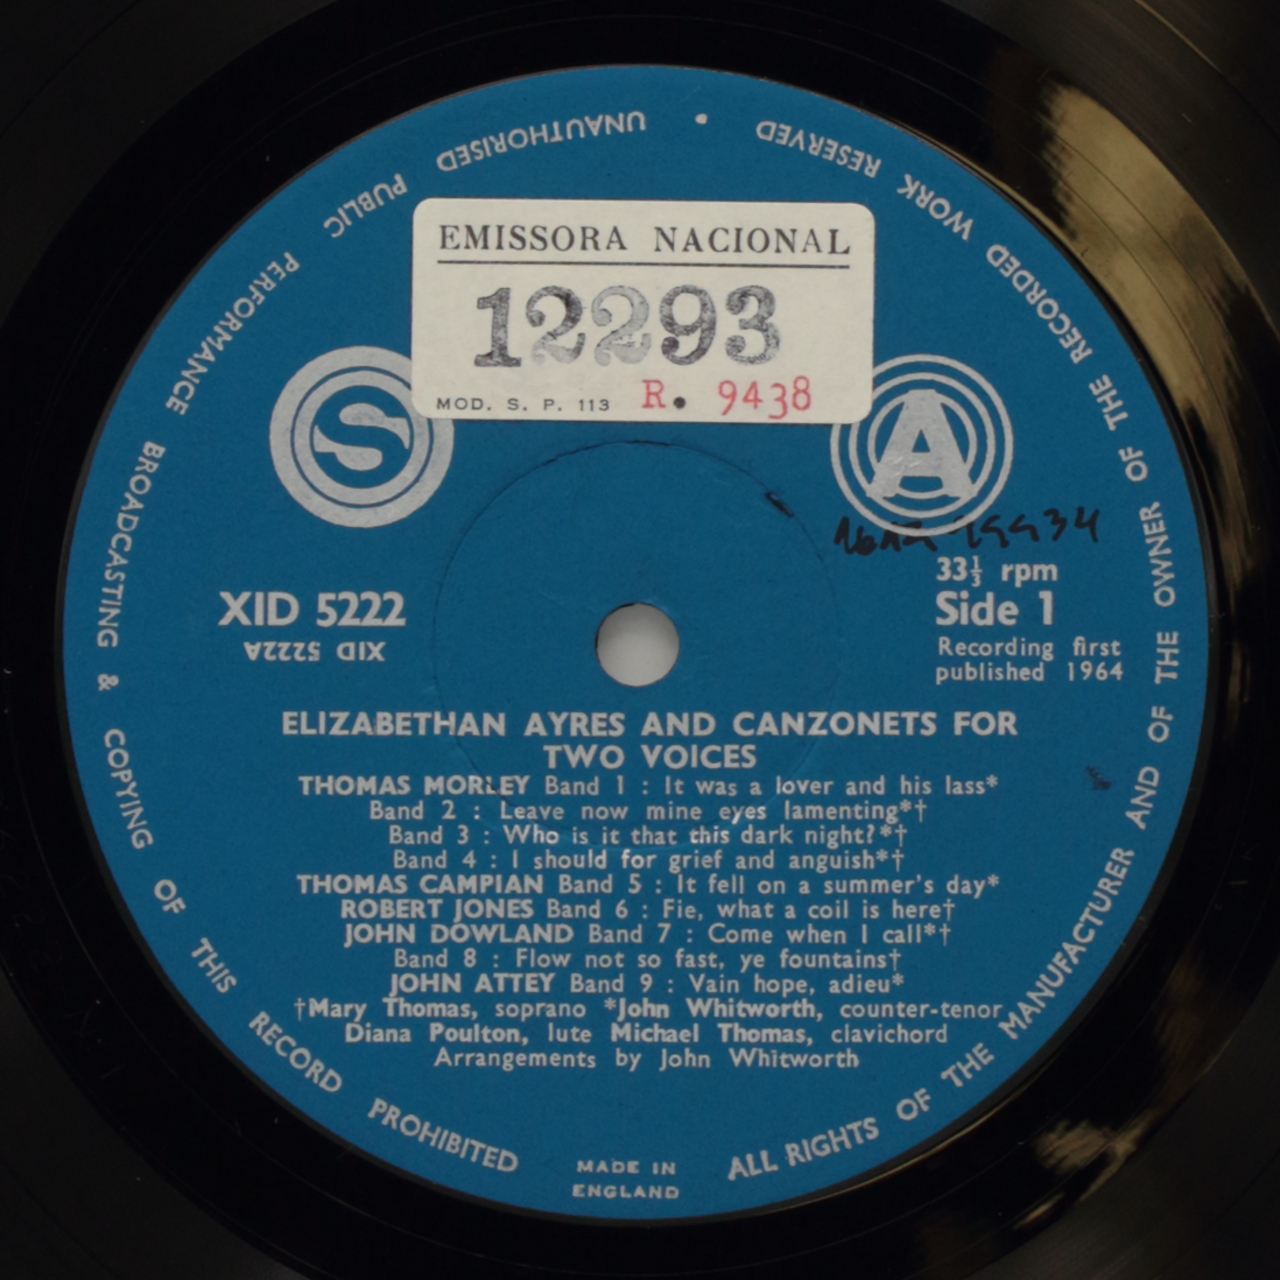 EMISSORA NACIONAL
12293
MOD. S. P. 113 R. 9438
S
A
33⅓ rpm
XID 5222
Side 1
XID 5222A
Recording first
published 1964
ELIZABETHAN AYRES AND CANZONETS FOR
TWO VOICES
THOMAS MORLEY Band 1 : It was a lover and his lass*
Band 2 : Leave now mine eyes lamenting*†
Band 3 : Who is it that this dark night?*†
Band 4 : I should for grief and anguish*†
THOMAS CAMPIAN Band 5 : It fell on a summer's day*
ROBERT JONES Band 6 : Fie, what a coil is here†
JOHN DOWLAND Band 7 : Come when I call*†
Band 8 : Flow not so fast, ye fountains†
JOHN ATTEY Band 9 : Vain hope, adieu*
†Mary Thomas, soprano *John Whitworth, counter-tenor
Diana Poulton, lute Michael Thomas, clavichord
Arrangements by John Whitworth
MADE IN
ENGLAND
ALL RIGHTS OF THE MANUFACTURER AND OF THE OWNER OF THE RECORDED WORK RESERVED • UNAUTHORISED PUBLIC PERFORMANCE BROADCASTING & COPYING OF THIS RECORD PROHIBITED